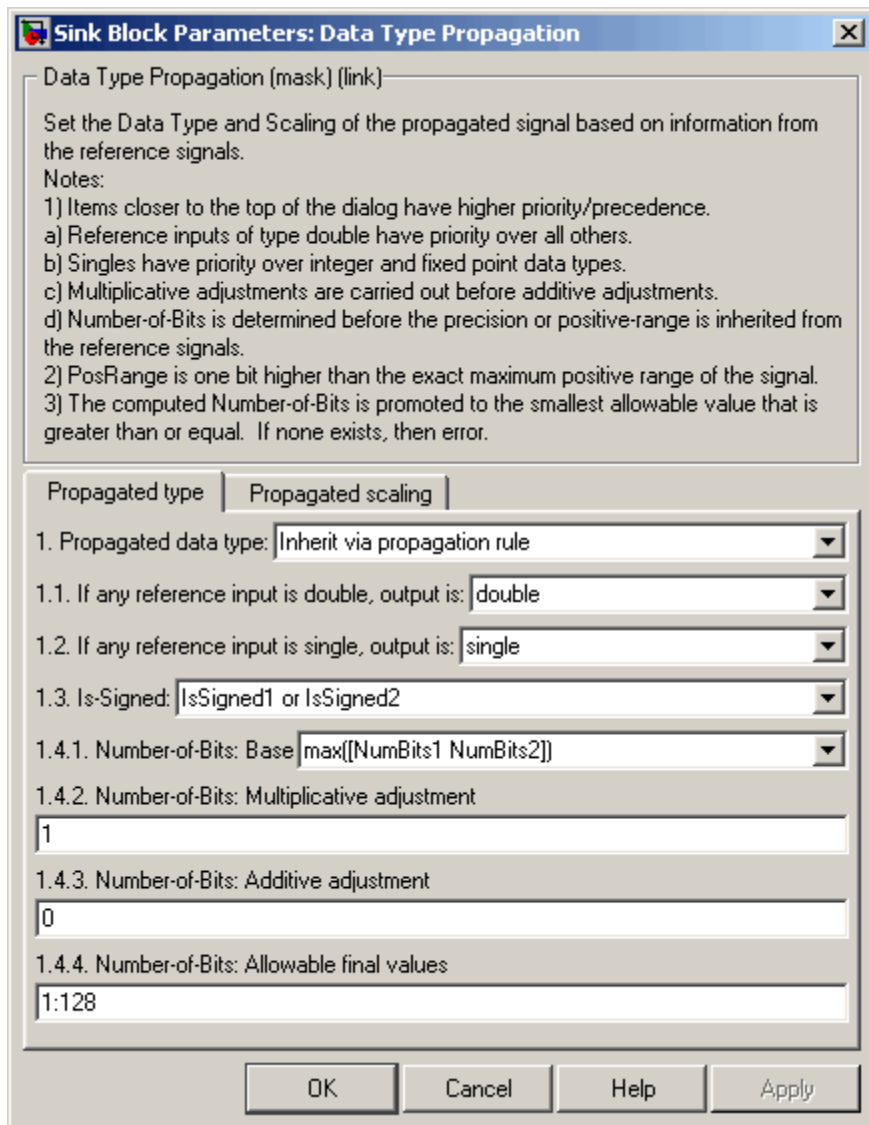 Sink Block Parameters: Data Type Propagation
Data Type Propagation (mask) (link)
Set the Data Type and Scaling of the propagated signal based on information from
the reference signals.
Notes:
1) Items closer to the top of the dialog have higher priority/precedence.
a) Reference inputs of type double have priority over all others.
b) Singles have priority over integer and fixed point data types.
c) Multiplicative adjustments are carried out before additive adjustments.
d) Number-of-Bits is determined before the precision or positive-range is inherited from
the reference signals.
2) PosRange is one bit higher than the exact maximum positive range of the signal.
3) The computed Number-of-Bits is promoted to the smallest allowable value that is
greater than or equal.  If none exists, then error.
Propagated type Propagated scaling
1. Propagated data type: Inherit via propagation rule
1.1. If any reference input is double, output is: double
1.2. If any reference input is single, output is: single
1.3. Is-Signed: IsSigned1 or IsSigned2
1.4.1. Number-of-Bits: Base max([NumBits1 NumBits2])
1.4.2. Number-of-Bits: Multiplicative adjustment
1
1.4.3. Number-of-Bits: Additive adjustment
0
1.4.4. Number-of-Bits: Allowable final values
1:128
OK Cancel Help Apply